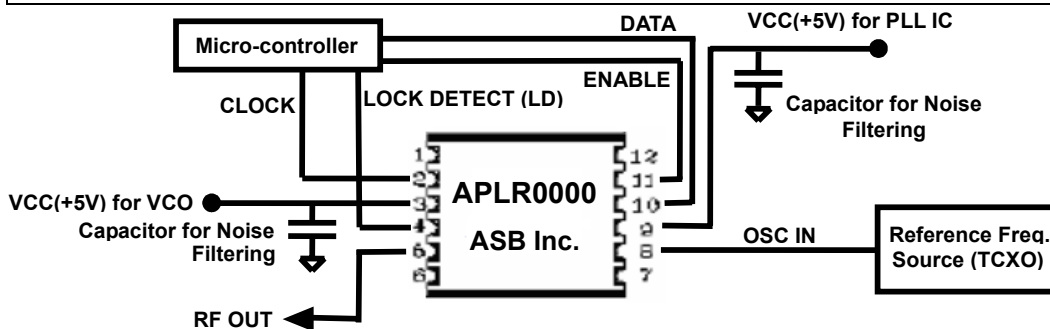 DATA
VCC(+5V) for PLL IC
Micro-controller
ENABLE
CLOCK
LOCK DETECT (LD)
Capacitor for Noise
Filtering
1
2
3
4
5
6
12
11
10
9
8
7
APLR0000
ASB Inc.
VCC(+5V) for VCO
Capacitor for Noise
Filtering
OSC IN
Reference Freq.
Source (TCXO)
RF OUT